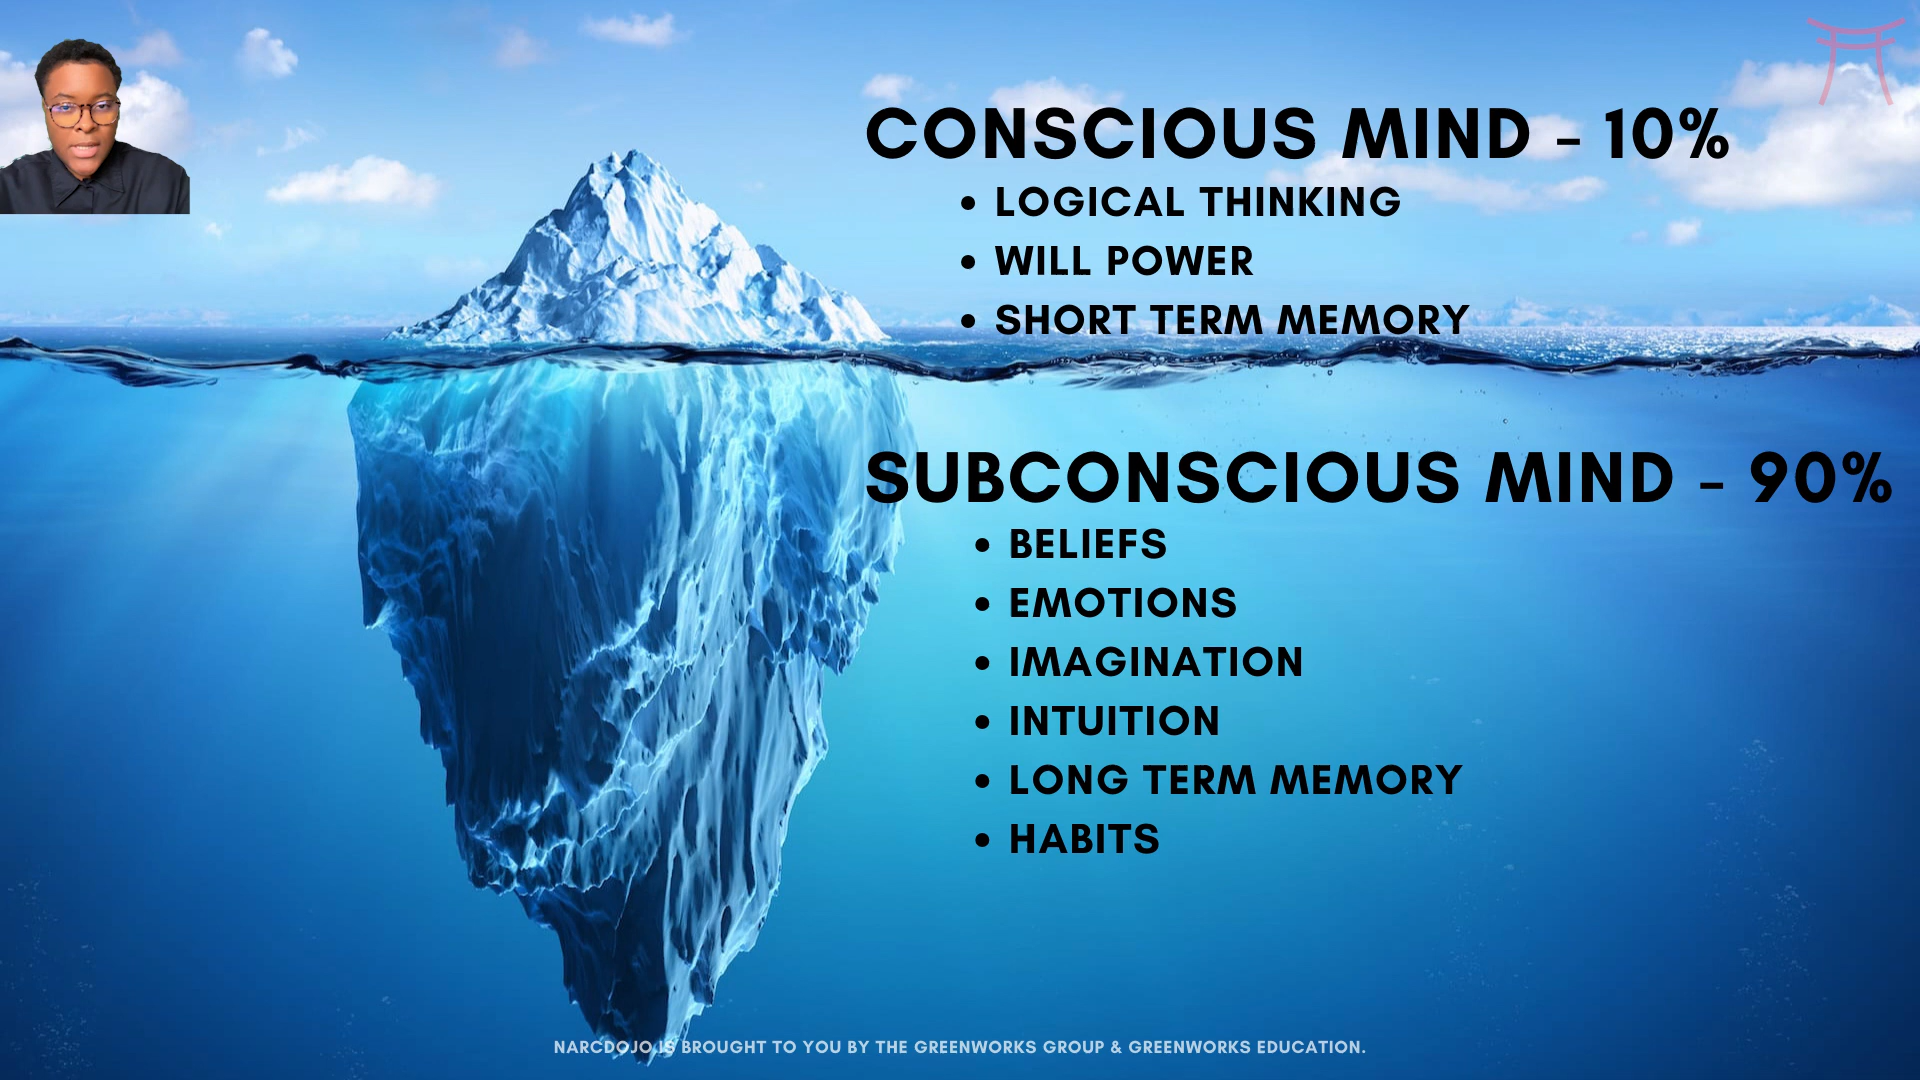 CONSCIOUS MIND - 10%
• LOGICAL THINKING
• WILL POWER
• SHORT TERM MEMORY
SUBCONSCIOUS MIND - 90%
• BELIEFS
• EMOTIONS
• IMAGINATION
• INTUITION
• LONG TERM MEMORY
• HABITS
NARCDOJO IS BROUGHT TO YOU BY THE GREENWORKS GROUP & GREENWORKS EDUCATION.